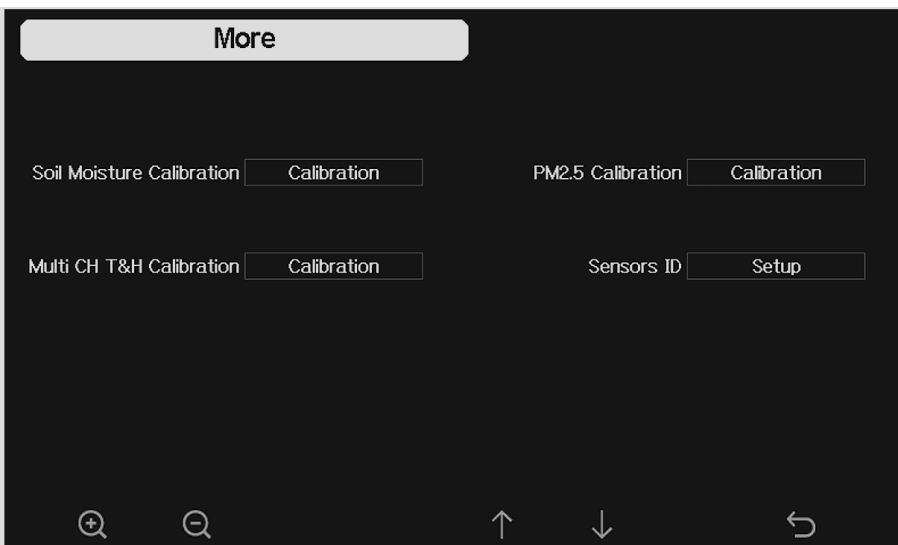 More
Soil Moisture Calibration Calibration PM2.5 Calibration Calibration
Multi CH T&H Calibration Calibration Sensors ID Setup